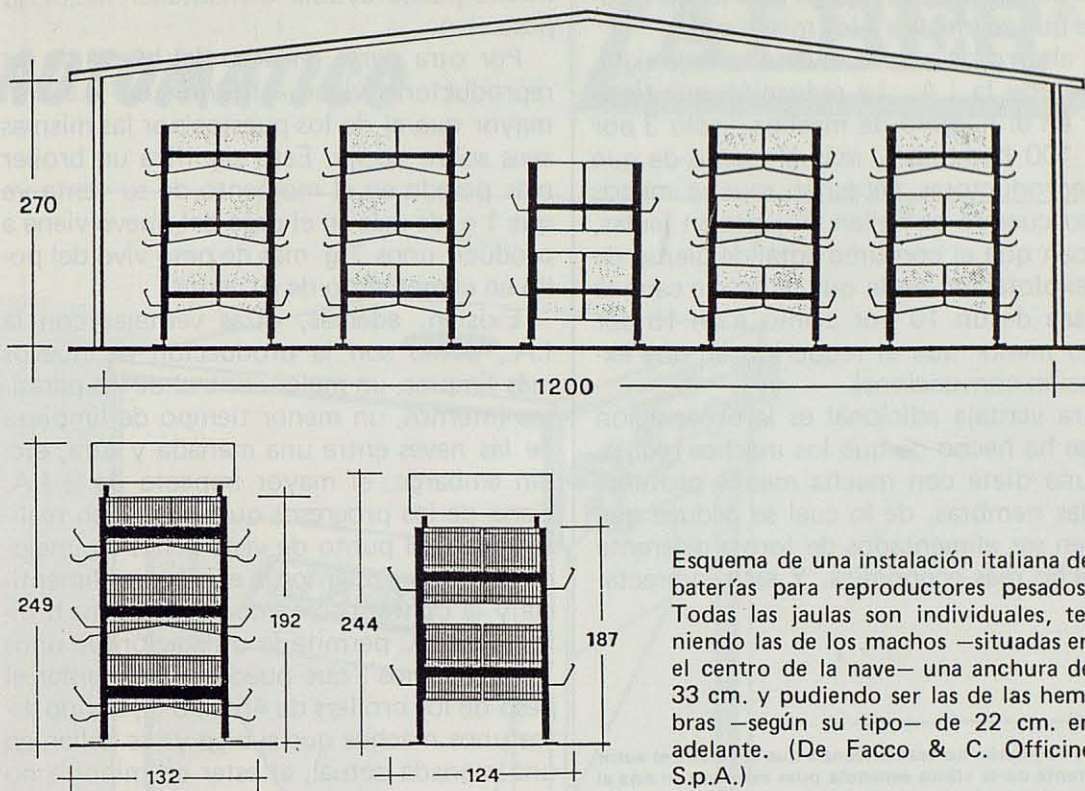 270
1200
249
192
132
244
187
124
Esquema de una instalación italiana de
baterías para reproductores pesados.
Todas las jaulas son individuales, te-
niendo las de los machos —situadas en
el centro de la nave— una anchura de
33 cm y pudiendo ser las de las hem-
bras —según su tipo— de 22 cm. en
adelante. (De Facco & C. Officine
S.p.A.)